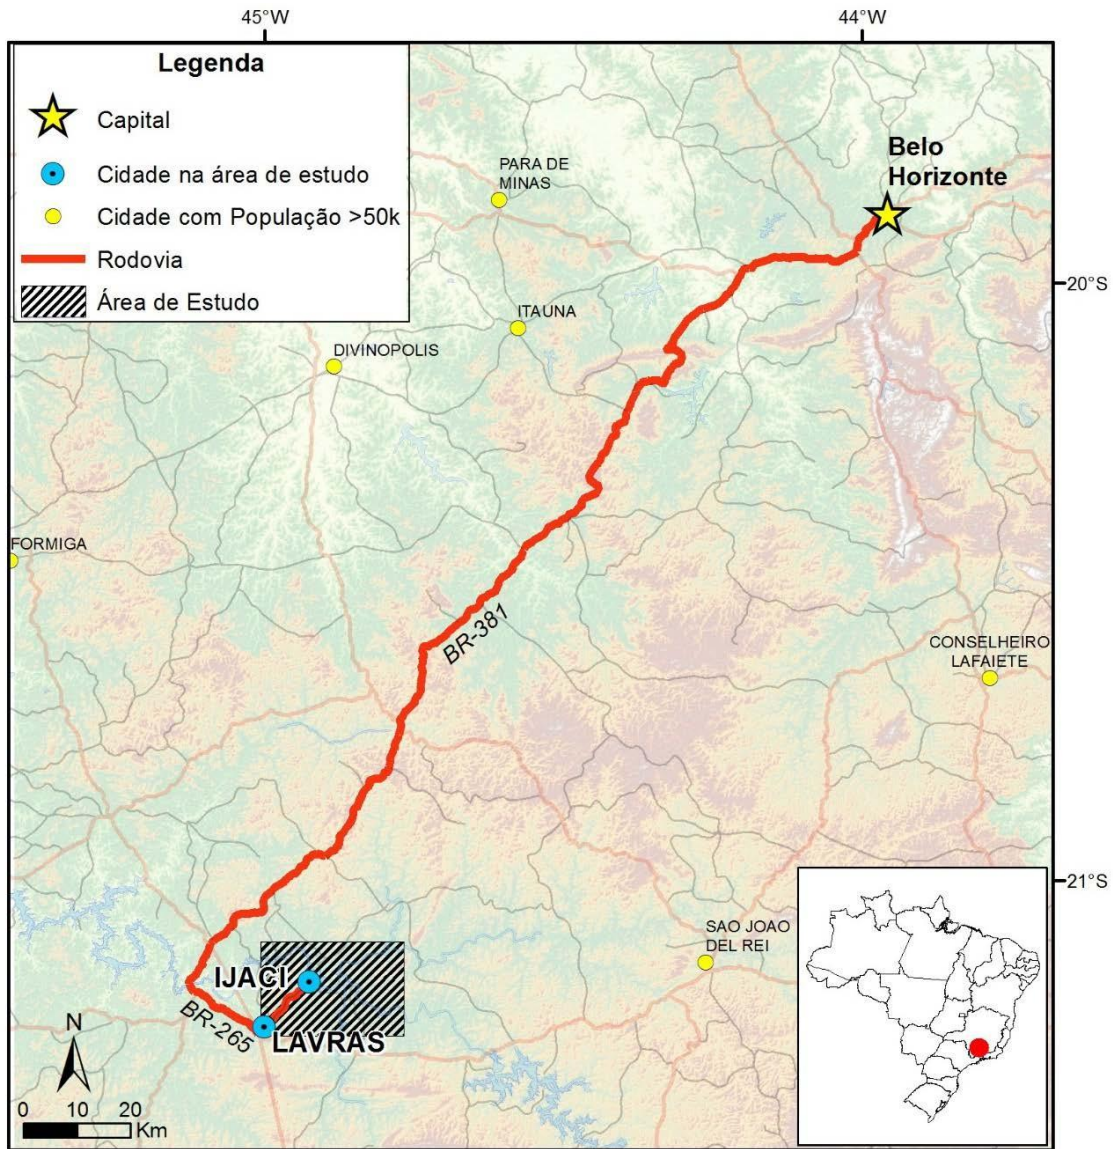 45°W
44°W
Legenda
Capital
Cidade na área de estudo
Cidade com População >50k
Rodovia
Área de Estudo
Belo
Horizonte
PARA DE
MINAS
20°S
ITAUNA
DIVINOPOLIS
FORMIGA
BR-381
CONSELHEIRO
LAFAIETE
21°S
SAO JOAO
DEL REI
IJACI
BR-265
LAVRAS
N
0 10 20
Km